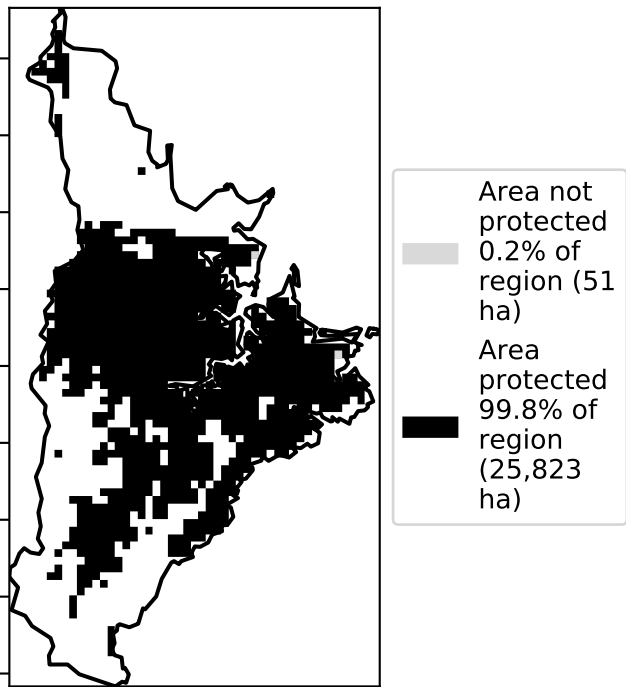 Area not
protected
0.2% of
region (51
ha)
Area
protected
99.8% of
region
(25,823
ha)